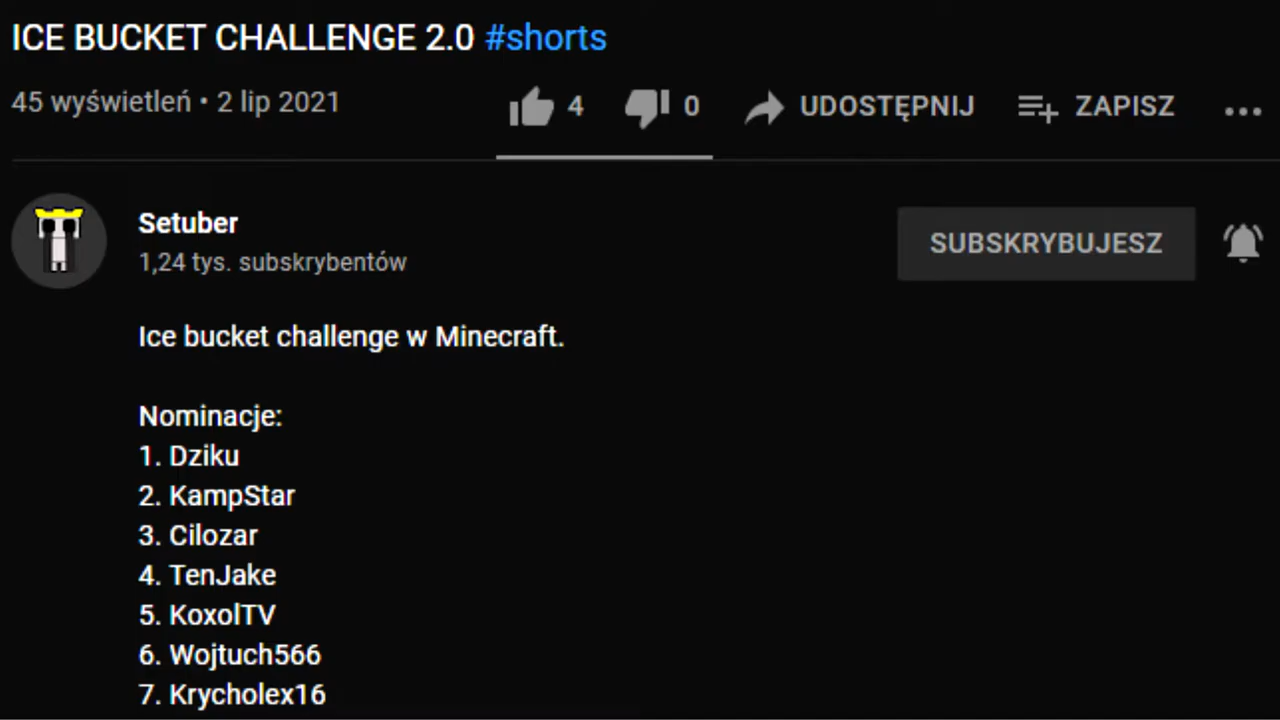 ICE BUCKET CHALLENGE 2.0 #shorts
45 wyświetleń • 2 lip 2021 4 0 UDOSTĘPNIJ ZAPISZ
Setuber
1,24 tys. subskrybentów
SUBSKRYBUJESZ
Ice bucket challenge w Minecraft.
Nominacje:
1. Dziku
2. KampStar
3. Cilozar
4. TenJake
5. KoxolTV
6. Wojtuch566
7. Krycholex16